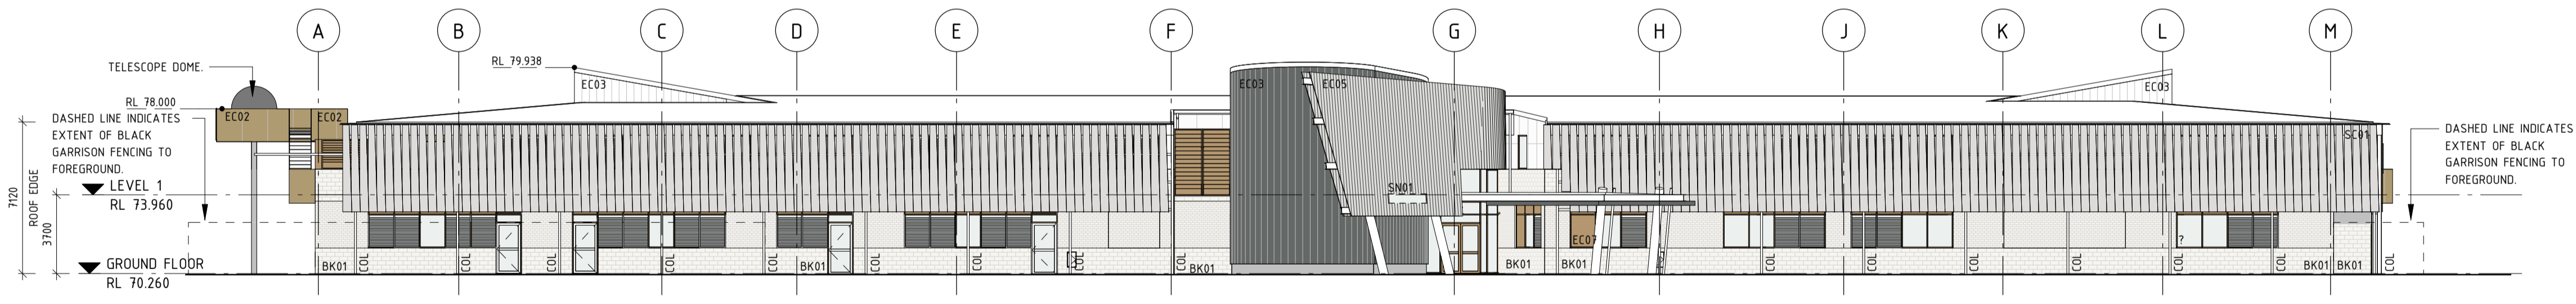 A B C D E F G H J K L M
TELESCOPE DOME.
RL 79.938
EC03
EC03
EC05
EC03
RL 78.000
EC02
EC02
DASHED LINE INDICATES
EXTENT OF BLACK
GARRISON FENCING TO
FOREGROUND.
SC01
DASHED LINE INDICATES
EXTENT OF BLACK
GARRISON FENCING TO
FOREGROUND.
7120
ROOF EDGE
3700
LEVEL 1
RL 73.960
SN01
EC07
?
GROUND FLOOR
RL 70.260
BK01
COL
COL
COL
COL
BK01
COL
COL
COL
COL
BK01
BK01
COL
BK01
COL
COL
COL
COL
COL
COL
BK01
BK01
COL